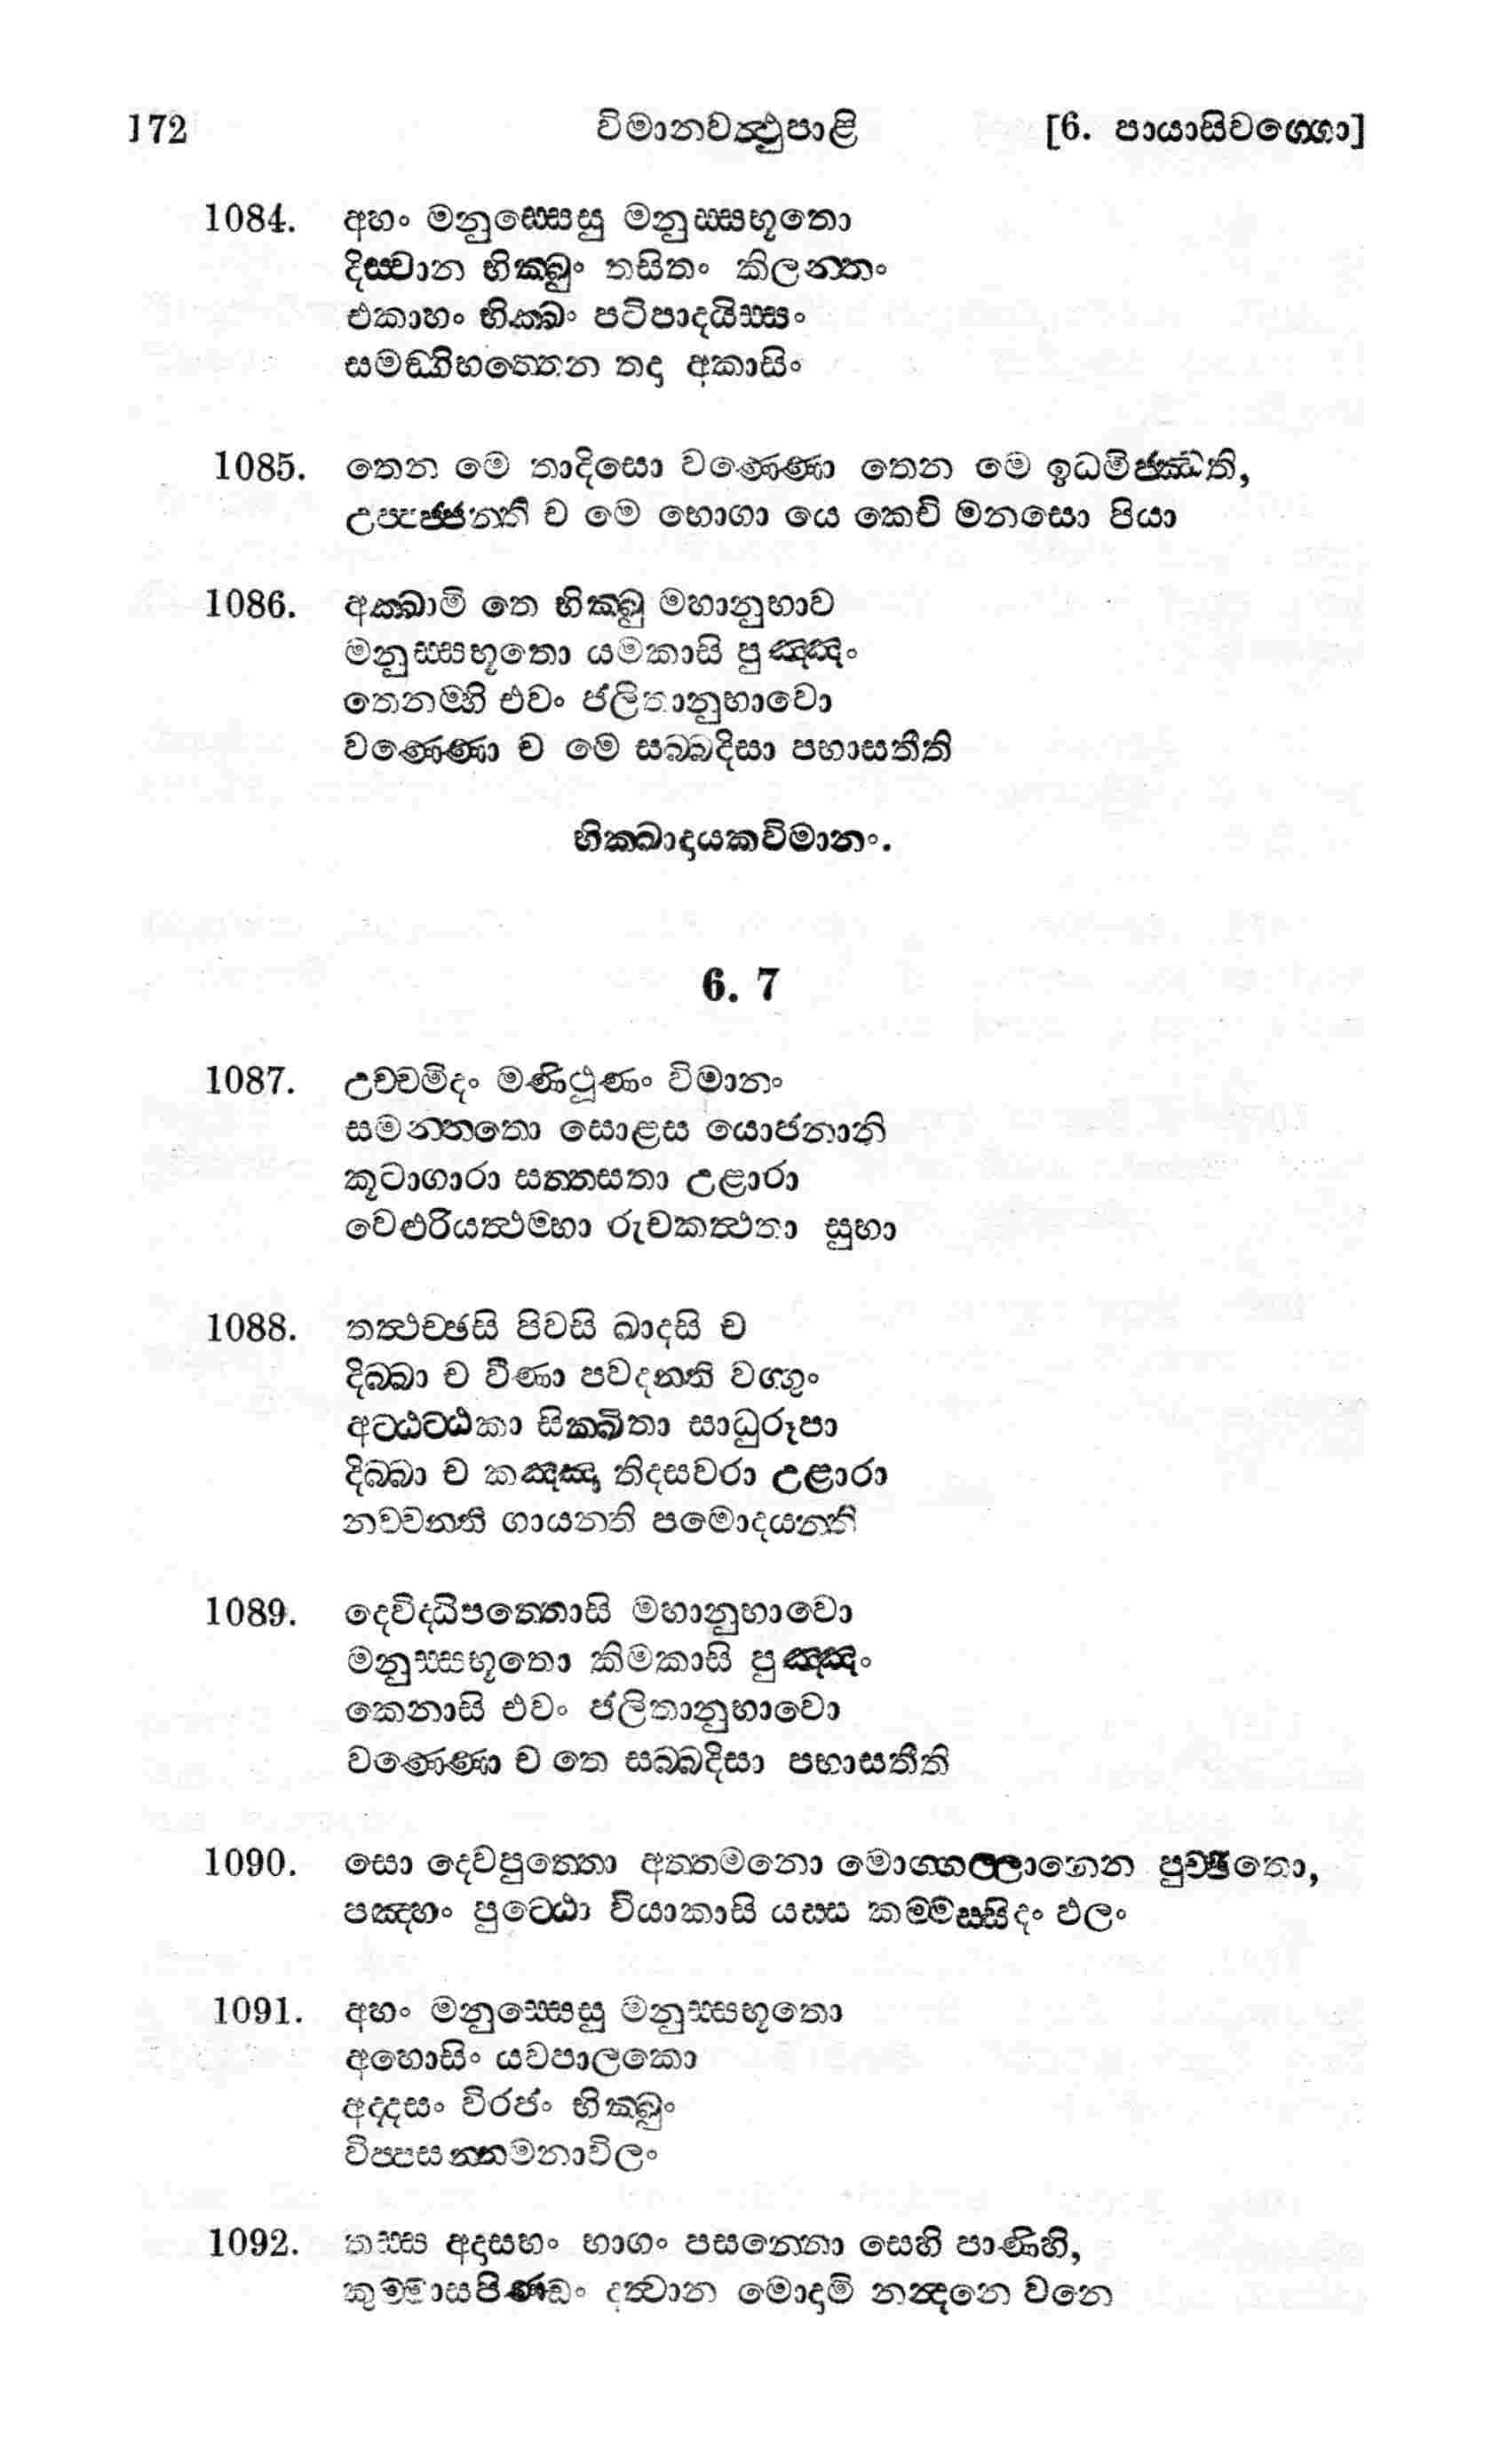 172 විමානවත්‍ථුපාළි [6. පායාසිවග්ගො]
1084. අහං මනුස්සෙසු මනුස්සභූතො
දිස්වාන භික්ඛුං තසිතං කිලන්තං
එකාහං භික්ඛං පටිපාදයිස්සං
සමඞ්ගිභත්තෙන තදා අකාසිං
1085. තෙන මෙ තාදිසො වණ්ණො තෙන මෙ ඉධමිජ්ඣති,
උප්පජ්ජන්ති ච මෙ භොගා යෙ කෙචි මනසො පියා
1086. අක්ඛාමි තෙ භික්ඛු මහානුභාව
මනුස්සභූතො යමකාසි පුඤ්ඤං
තෙනම්හි එවං ජලිතානුභාවො
වණ්ණො ච මෙ සබ්බදිසා පභාසතීති
භික්ඛාදායකවිමානං.
6. 7
1087. උච්චමිදං මණිථූණං විමානං
සමන්තතො සොළස යොජනානි
කූටාගාරා සත්තසතා උළාරා
වෙළුරියත්‍ථම්භා රුචකත්‍ථතා සුභා
1088. තත්‍ථච්ඡසි පිවසි ඛාදසි ච
දිබ්බා ච වීණා පවදන්ති වග්ගුං
අට්ඨට්ඨකා සික්ඛිතා සාධුරූපා
දිබ්බා ච කඤ්ඤා තිදසවරා උළාරා
නච්චන්ති ගායන්ති පමොදයන්ති
1089. දෙවිද්ධිපත්තොසි මහානුභාවො
මනුස්සභූතො කිමකාසි පුඤ්ඤං
කෙනාසි එවං ජලිතානුභාවො
වණ්ණො ච තෙ සබ්බදිසා පභාසතීති
1090. සො දෙවපුත්තො අත්තමනො මොග්ගල්ලානෙන පුච්ඡිතො,
පඤ්හං පුට්ඨො වියාකාසි යස්ස කම්මස්සිදං ඵලං
1091. අහං මනුස්සෙසු මනුස්සභූතො
අහොසිං යවපාලකො
අද්දසං විරජං භික්ඛුං
විප්පසන්නමනාවිලං
1092. තස්ස අදාසහං භාගං පසන්නො සෙහි පාණිහි,
කුම්මාසපිණ්ඩං දත්‍වාන මොදාමි නන්‍දනෙ වනෙ